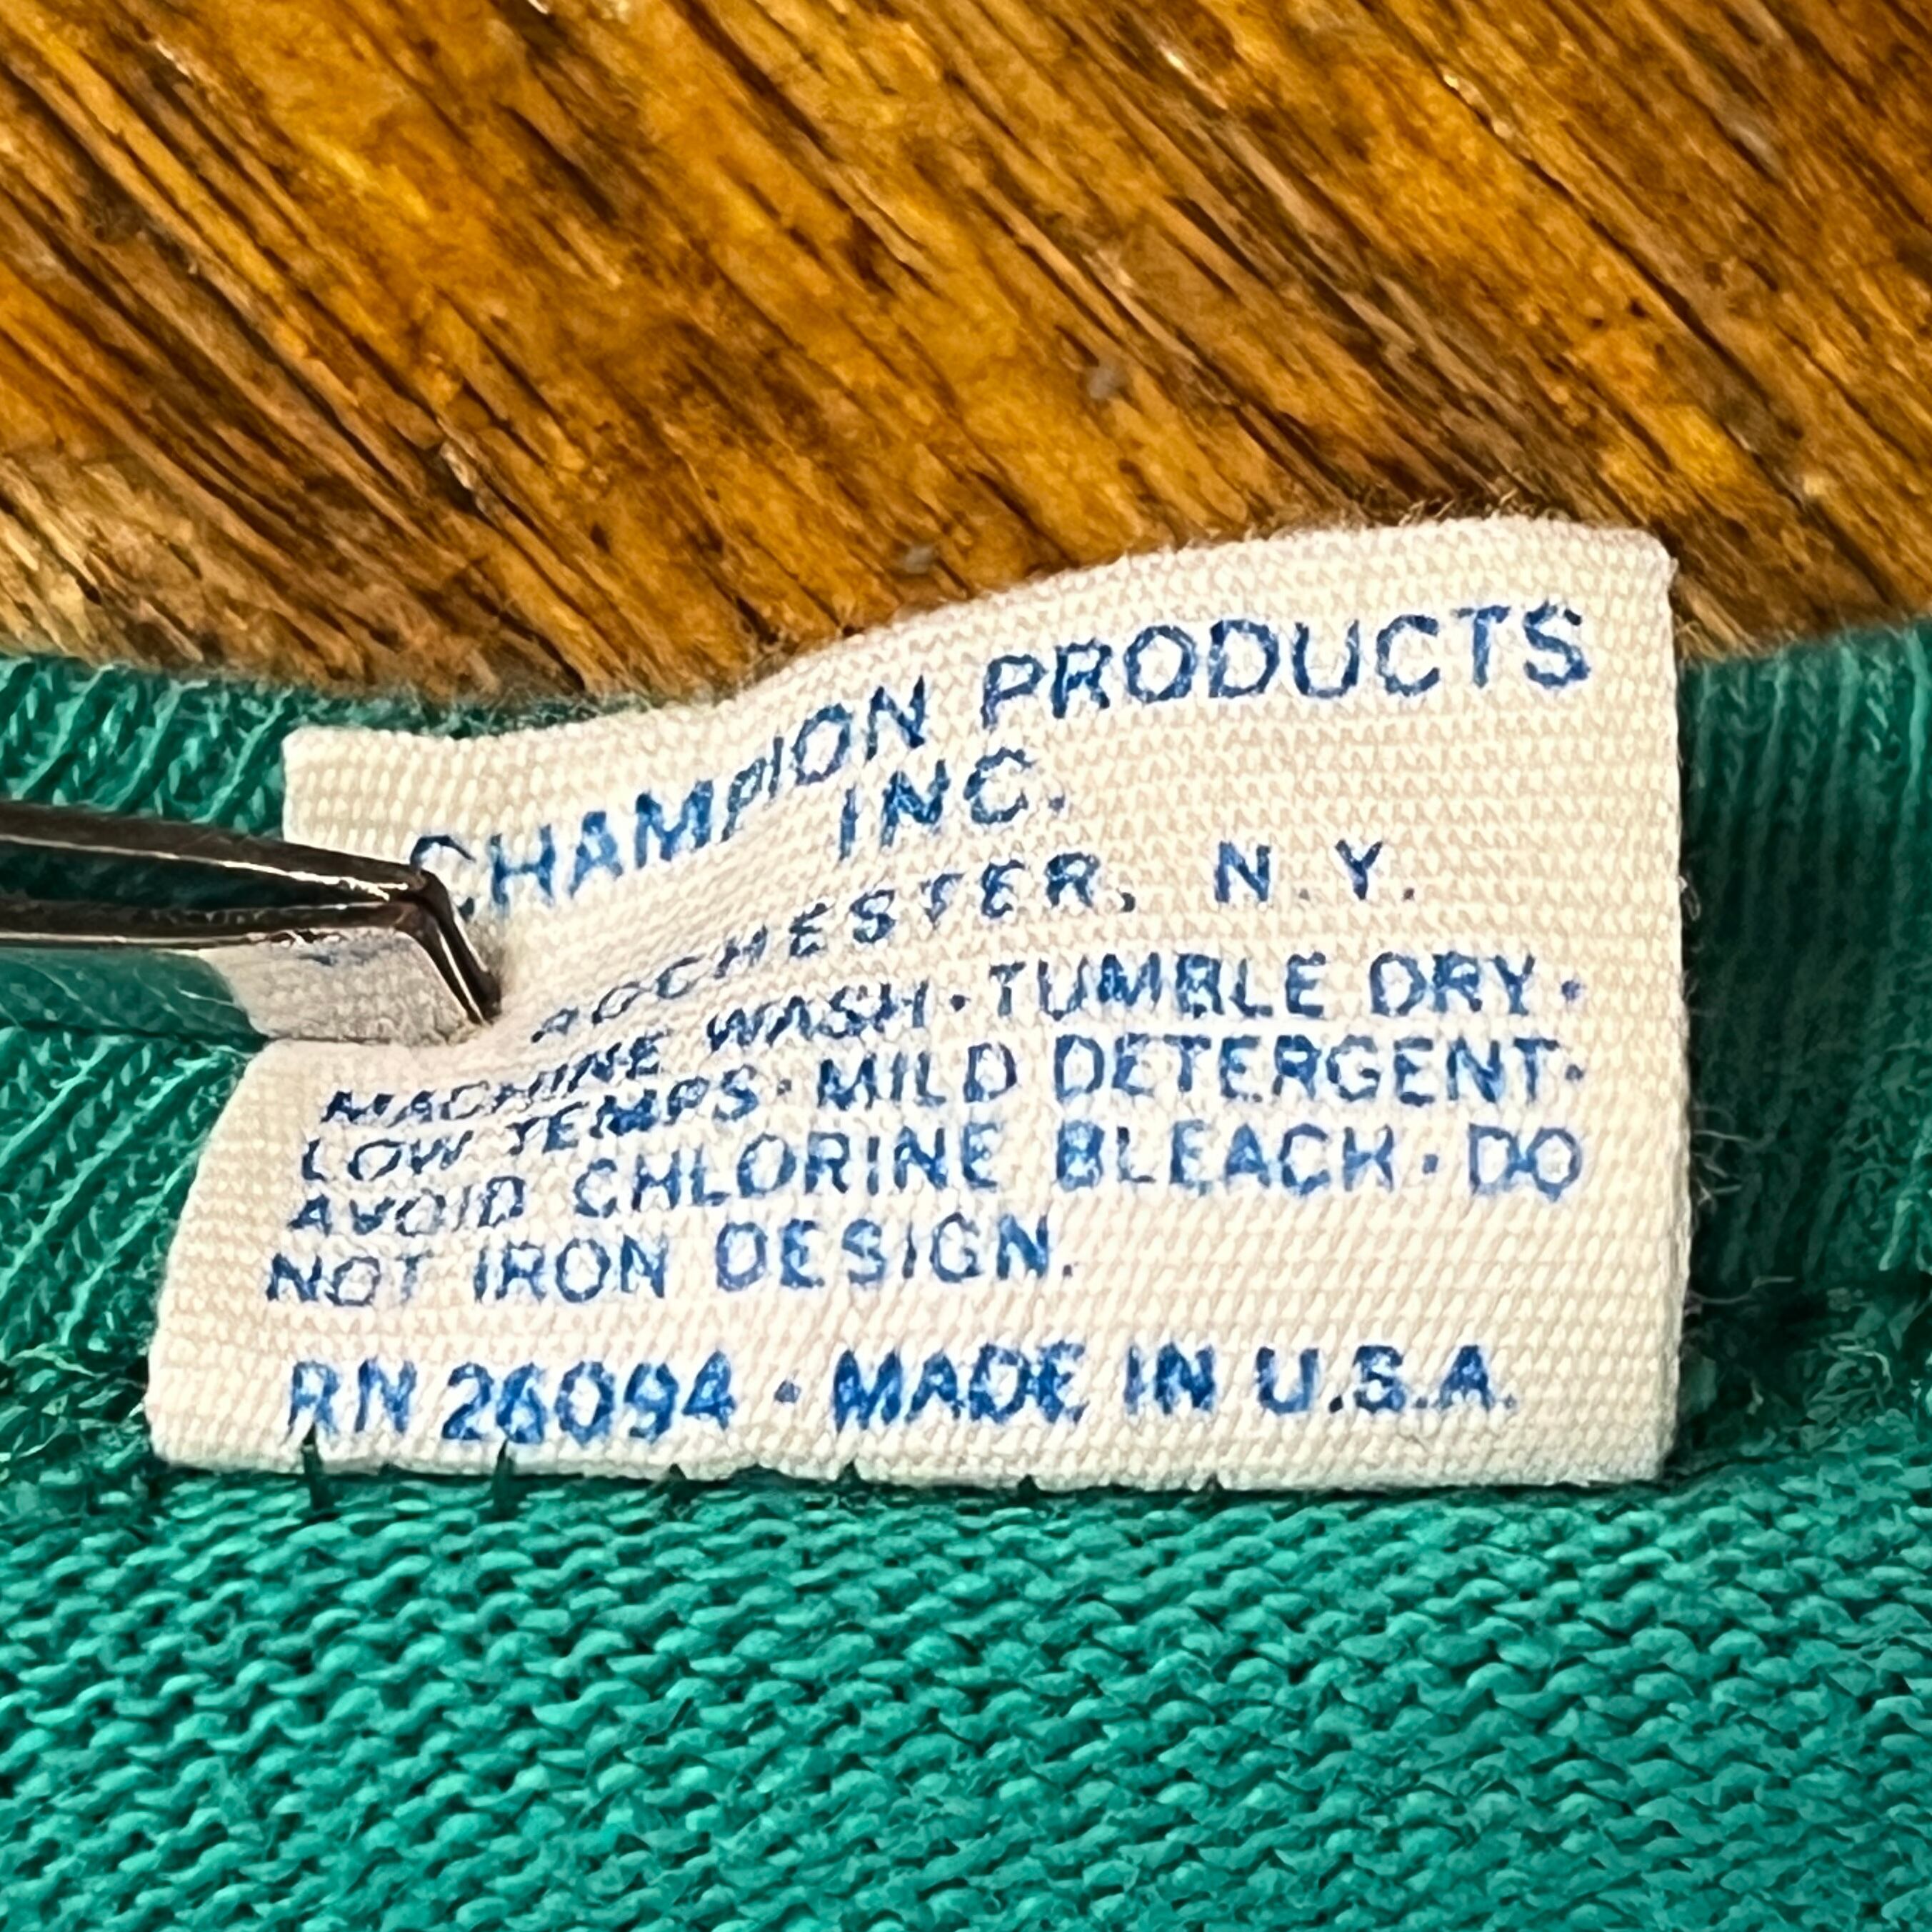 CHAMPION PRODUCTS
INC.
ROCHESTER, N.Y.
MACHINE WASH · TUMBLE DRY ·
LOW TEMPS · MILD DETERGENT ·
AVOID CHLORINE BLEACH · DO
NOT IRON DESIGN.
RN 26094 · MADE IN U.S.A.